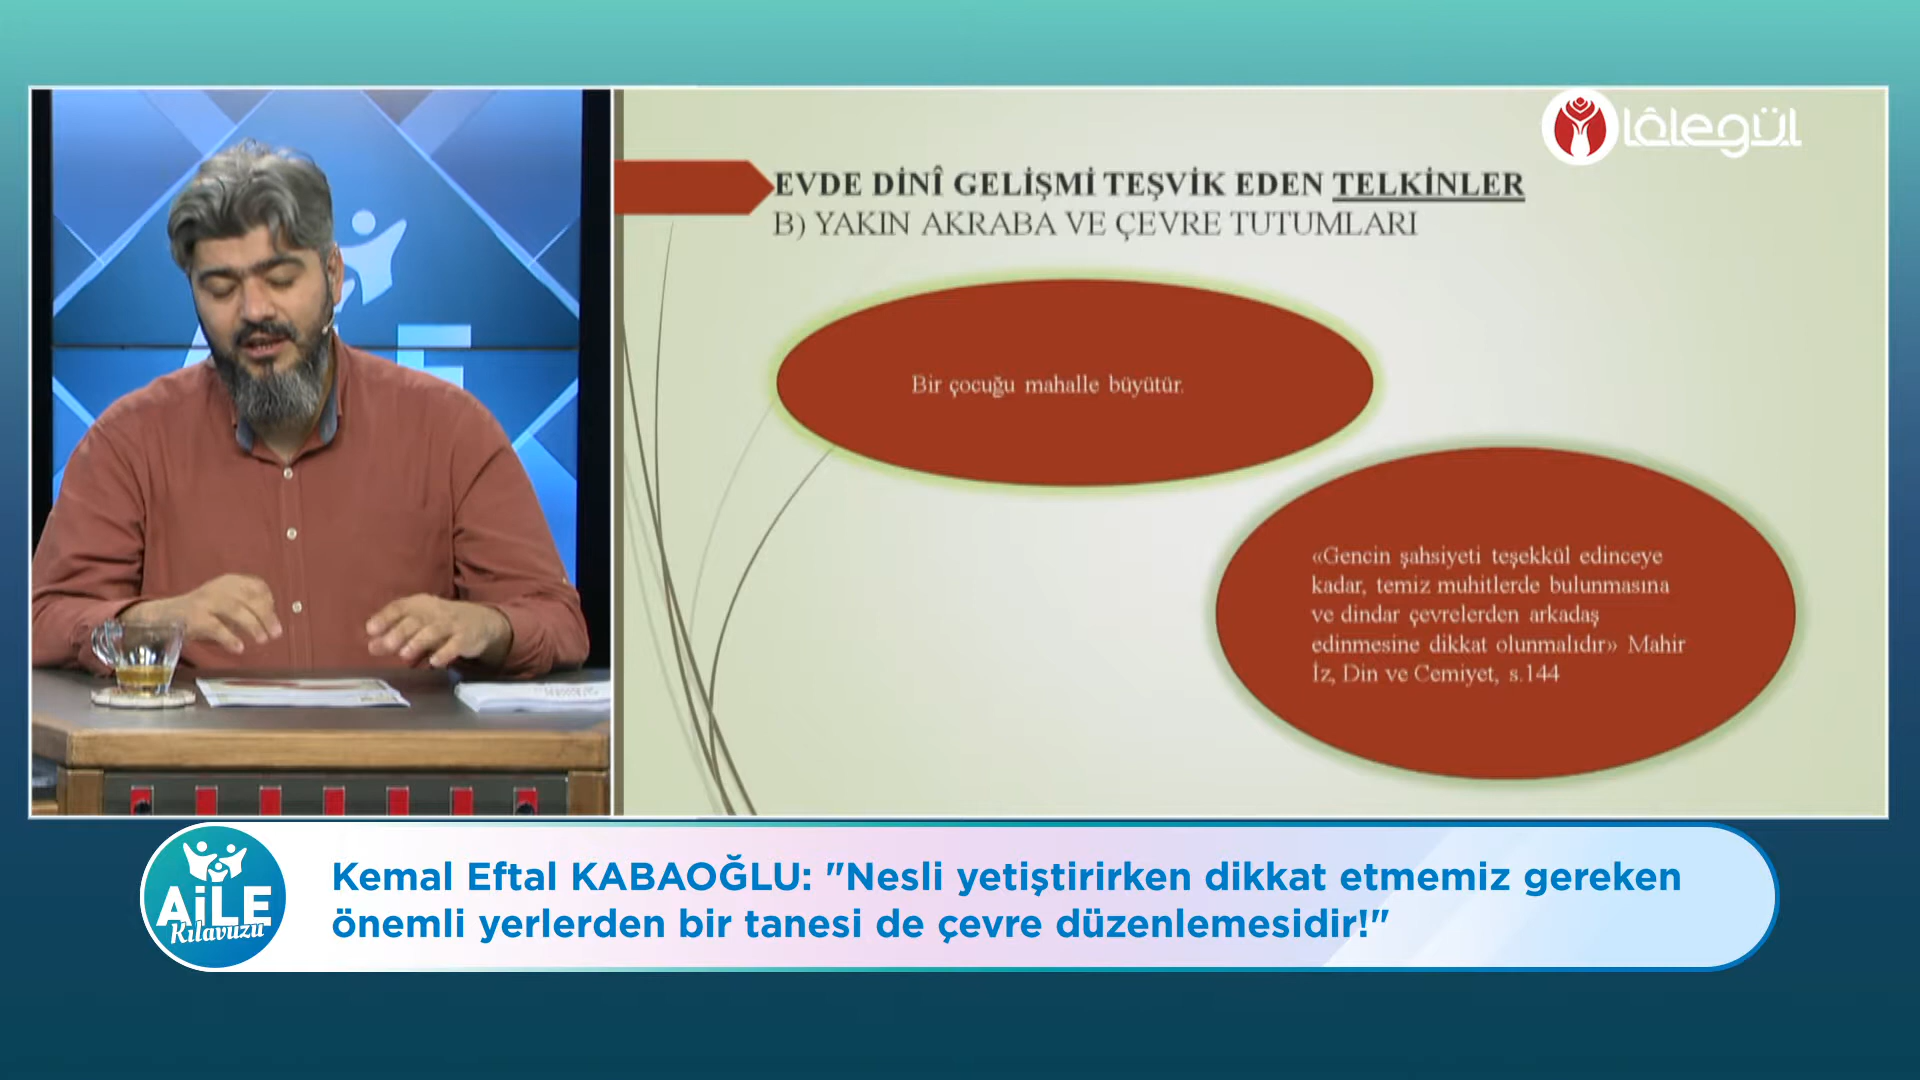 lâlegül
EVDE DİNÎ GELİŞMİ TEŞVİK EDEN TELKİNLER
B) YAKIN AKRABA VE ÇEVRE TUTUMLARI
Bir çocuğu mahalle büyütür.
«Gencin şahsiyeti teşekkül edinceye
kadar, temiz muhitlerde bulunmasına
ve dindar çevrelerden arkadaş
edinmesine dikkat olunmalıdır» Mahir
İz, Din ve Cemiyet, s.144
AiLE
Kılavuzu
Kemal Eftal KABAOĞLU: "Nesli yetiştirirken dikkat etmemiz gereken
önemli yerlerden bir tanesi de çevre düzenlemesidir!"